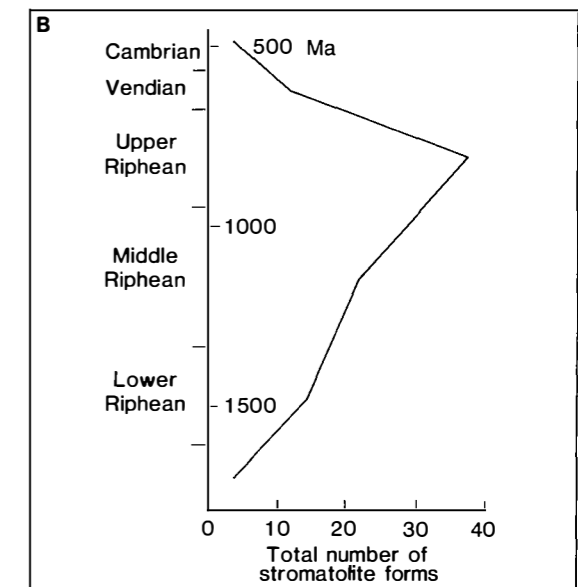 B
Cambrian
500 Ma
Vendian
Upper
Riphean
1000
Middle
Riphean
Lower
Riphean
1500
0 10 20 30 40
Total number of
stromatolite forms